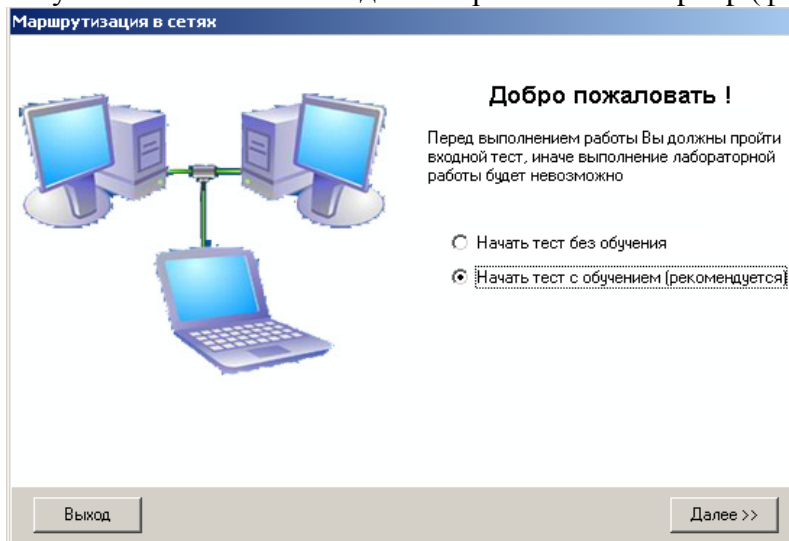 Маршрутизация в сетях
Добро пожаловать !
Перед выполнением работы Вы должны пройти
входной тест, иначе выполнение лабораторной
работы будет невозможно
Начать тест без обучения
Начать тест с обучением (рекомендуется)
Выход
Далее >>